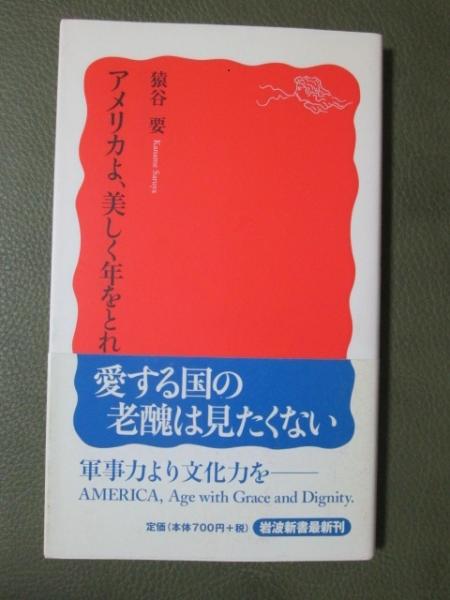 アメリカよ、美しく年をとれ
猿谷 要
Kaname Saruya
愛する国の
老醜は見たくない
軍事力より文化力を——
AMERICA, Age with Grace and Dignity.
定価(本体700円+税)
岩波新書最新刊